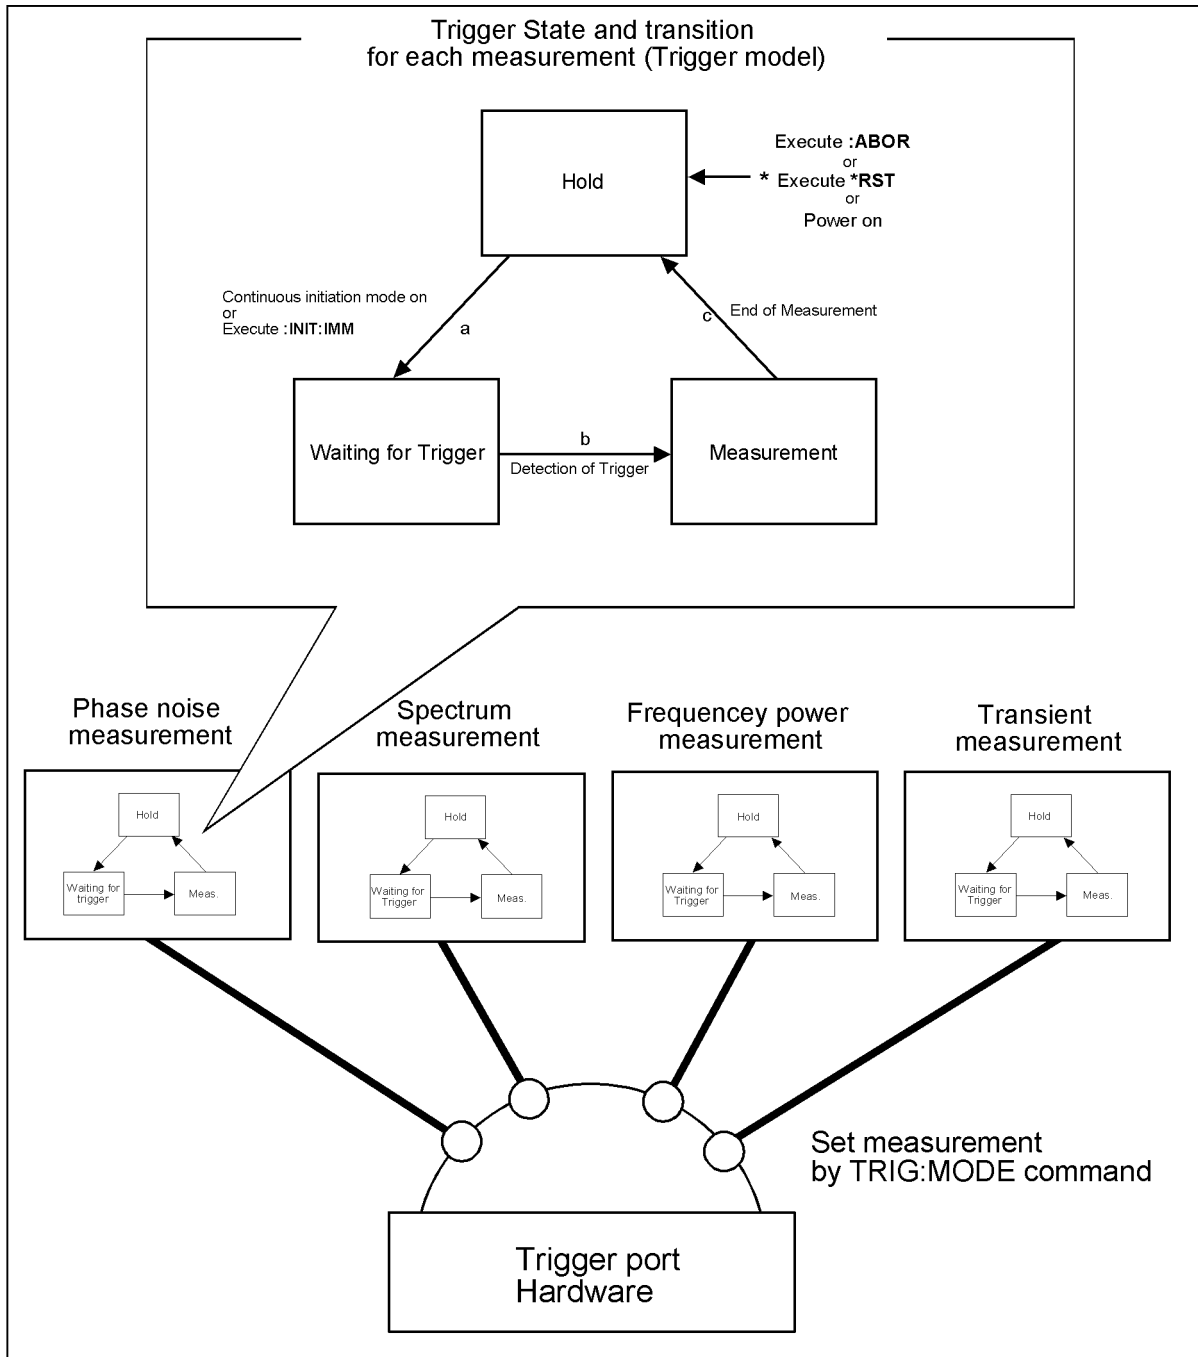 Trigger State and transition
for each measurement (Trigger model)
Hold
Execute :ABOR
or
* Execute *RST
or
Power on
Continuous initiation mode on
or
Execute :INIT:IMM
a
c
End of Measurement
Waiting for Trigger
b
Detection of Trigger
Measurement
Phase noise
measurement
Spectrum
measurement
Frequencey power
measurement
Transient
measurement
Hold
Waiting for
trigger
Meas.
Hold
Waiting for
Trigger
Meas.
Hold
Waiting for
Trigger
Meas.
Hold
Waiting for
Trigger
Meas.
Set measurement
by TRIG:MODE command
Trigger port
Hardware